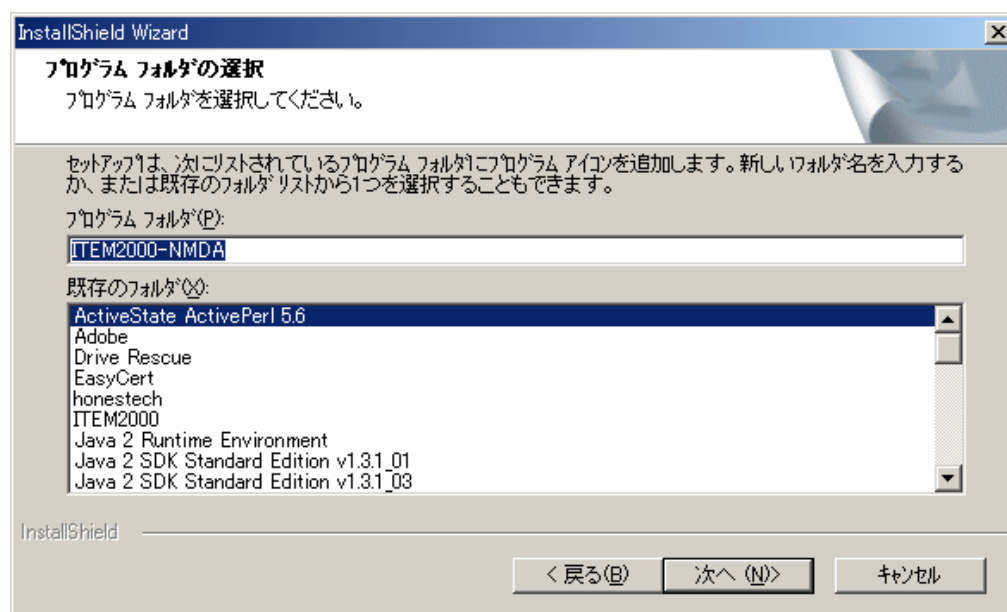 InstallShield Wizard
プログラム フォルダの選択
プログラム フォルダを選択してください。
セットアップは、次にリストされているプログラム フォルダにプログラム アイコンを追加します。新しいフォルダ名を入力する
か、または既存のフォルダ リストから1つを選択することもできます。
プログラム フォルダ(P):
ITEM2000-NMDA
既存のフォルダ(X):
ActiveState ActivePerl 5.6
Adobe
Drive Rescue
EasyCert
honestech
ITEM2000
Java 2 Runtime Environment
Java 2 SDK Standard Edition v1.3.1_01
Java 2 SDK Standard Edition v1.3.1_03
InstallShield
< 戻る(B)
次へ (N)>
キャンセル